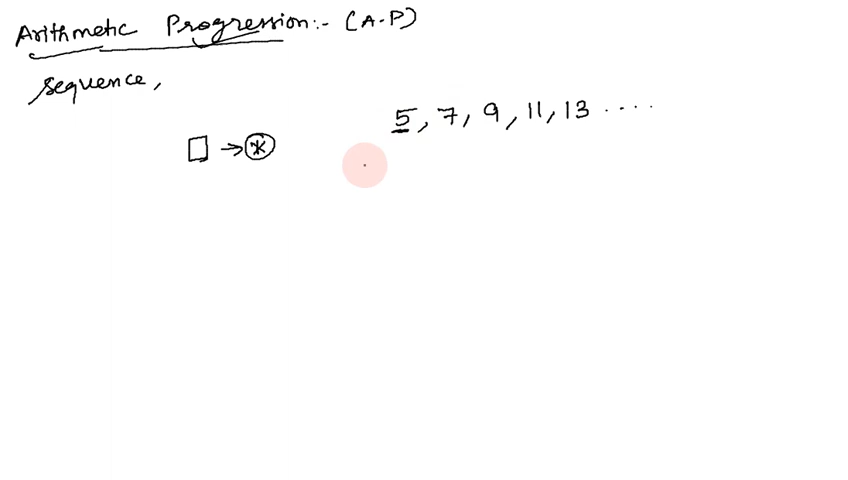 Arithmetic Progression:- (A.P)
sequence,
5, 7, 9, 11, 13 ....
□ → *